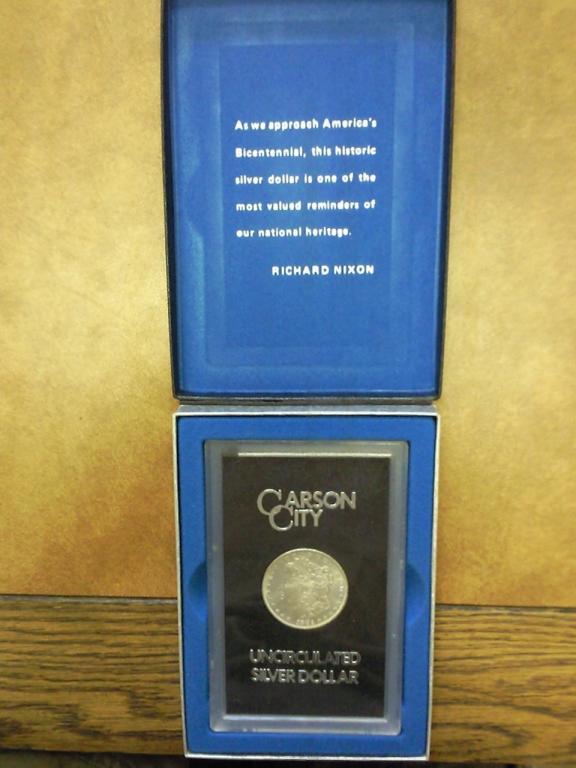 As we approach America's
Bicentennial, this historic
silver dollar is one of the
most valued reminders of
our national heritage.
RICHARD NIXON
CARSON
CITY
UNCIRCULATED
SILVER DOLLAR